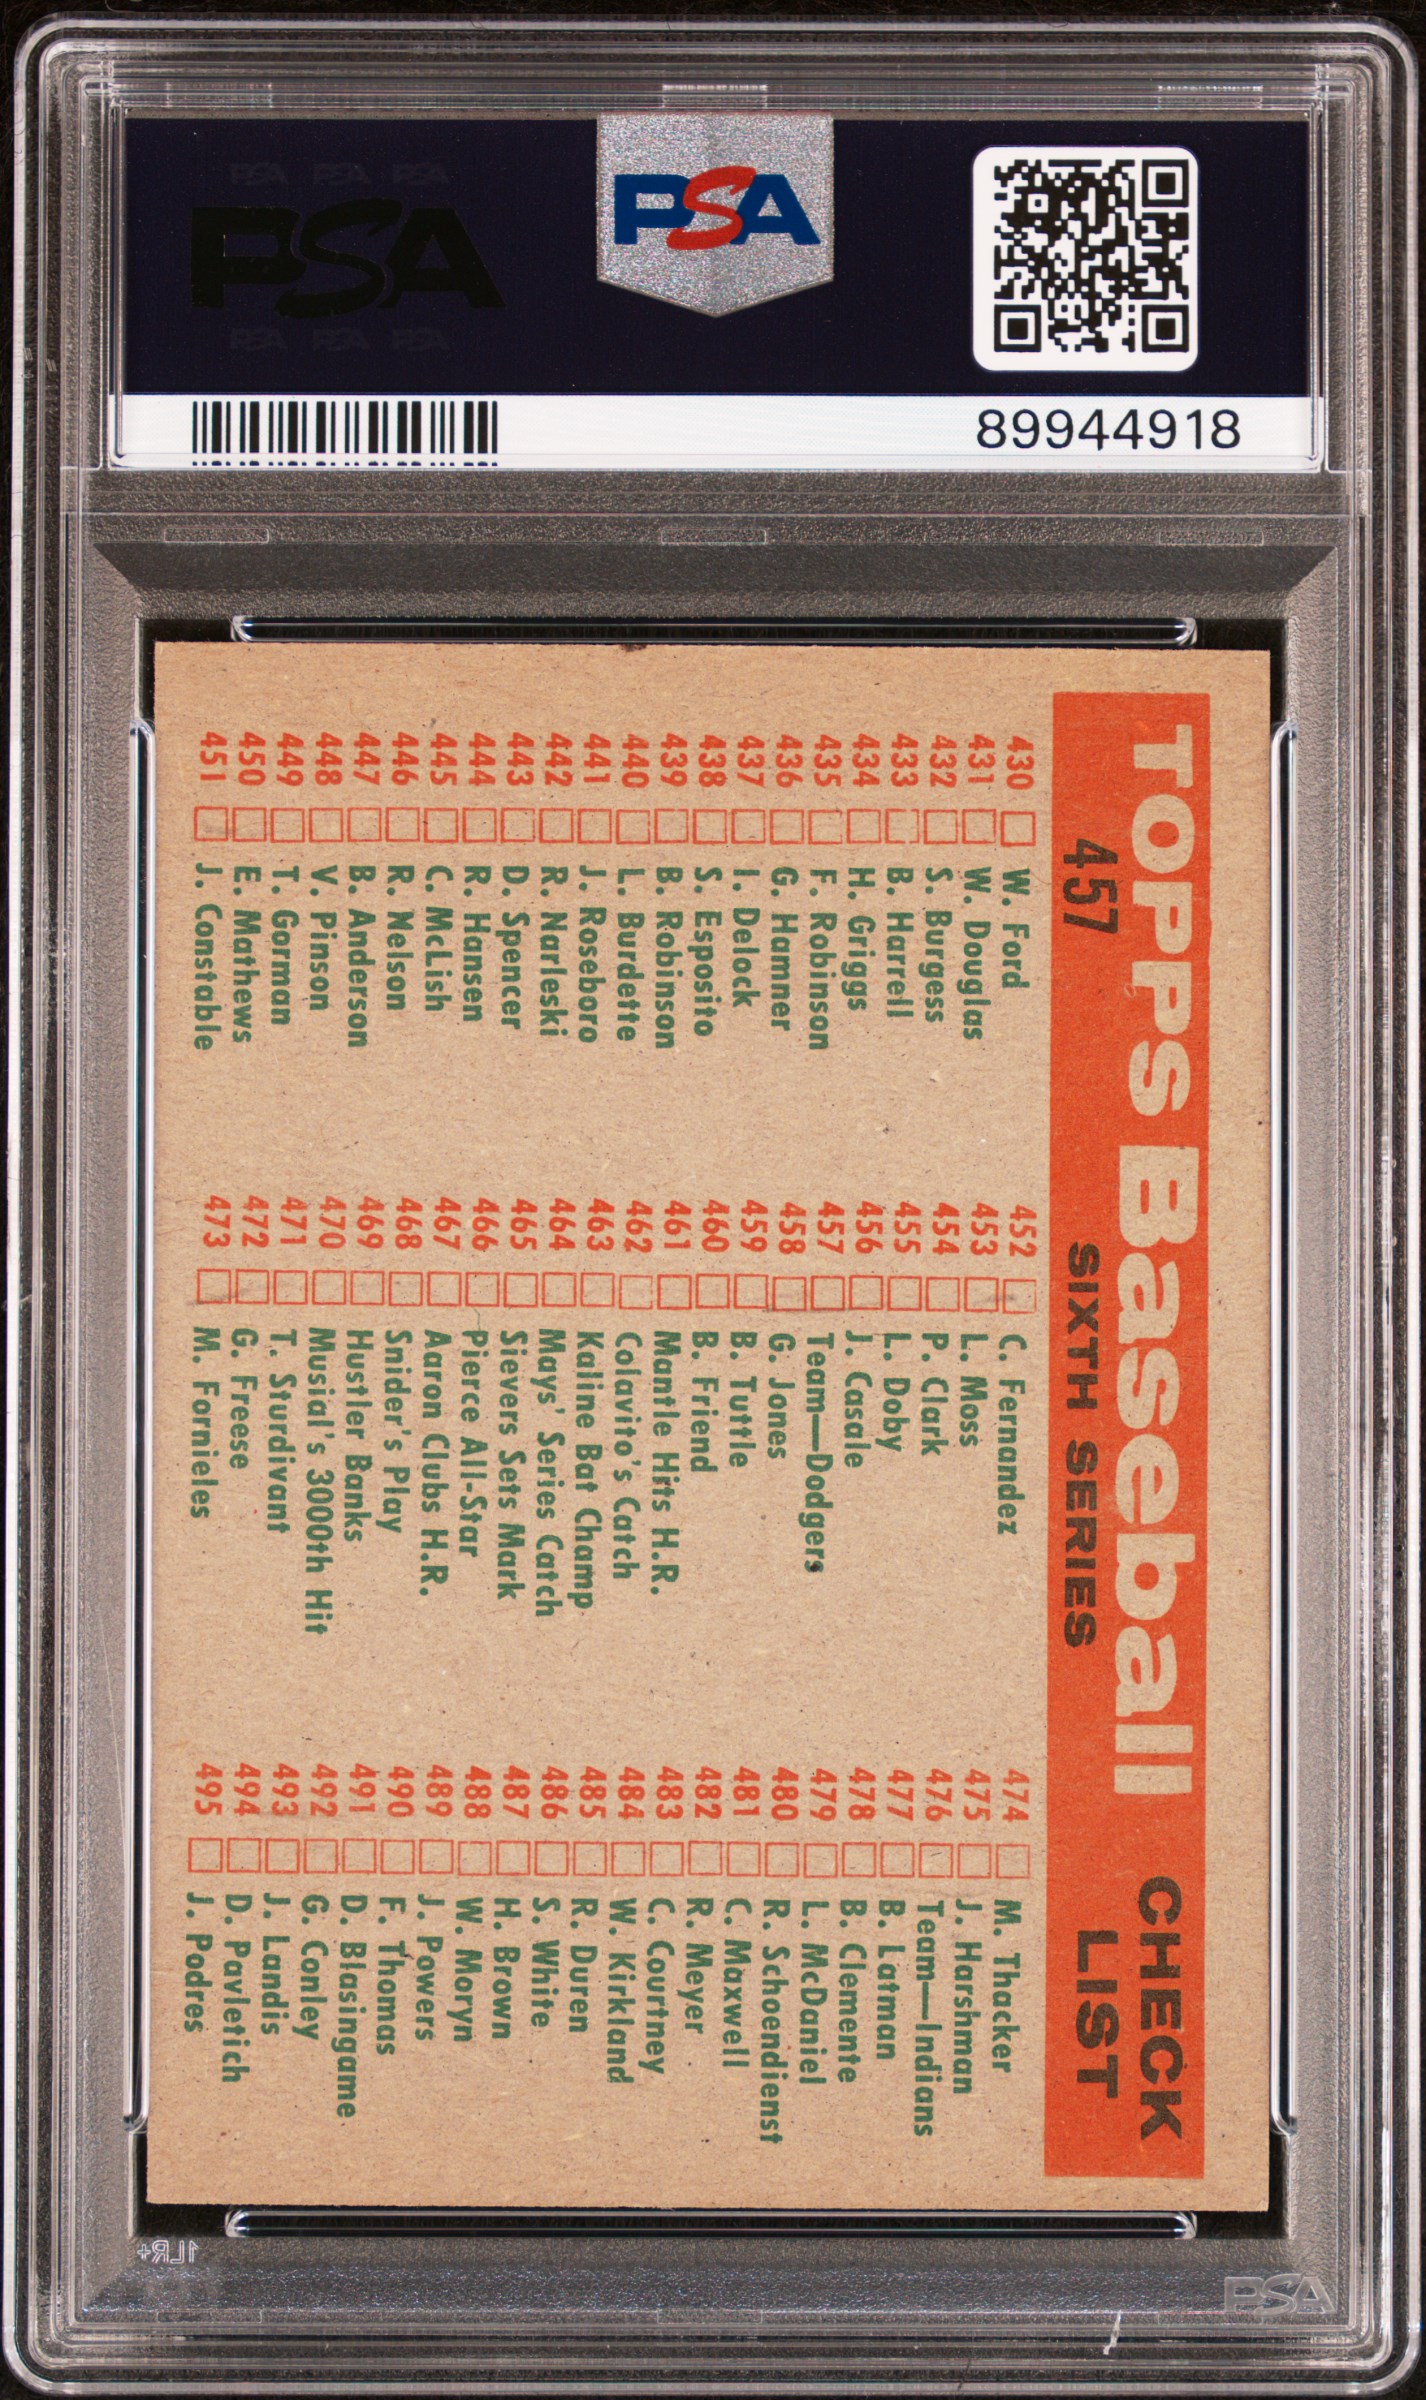 PSA PSA PSA
PSA
PSA PSA PSA
PSA
89944918
TOPPS Baseball CHECK LIST
457 SIXTH SERIES
430 W. Ford
431 W. Douglas
432 S. Burgess
433 B. Harrell
434 H. Griggs
435 F. Robinson
436 G. Hamner
437 I. Delock
438 S. Esposito
439 B. Robinson
440 L. Burdette
441 J. Roseboro
442 R. Narleski
443 D. Spencer
444 R. Hansen
445 C. McLish
446 R. Nelson
447 B. Anderson
448 V. Pinson
449 T. Gorman
450 E. Mathews
451 J. Constable
452 C. Fernandez
453 L. Moss
454 P. Clark
455 L. Doby
456 J. Casale
457 Team—Dodgers
458 G. Jones
459 B. Tuttle
460 B. Friend
461 Mantle Hits H.R.
462 Colavito's Catch
463 Kaline Bat Champ
464 Mays' Series Catch
465 Sievers Sets Mark
466 Pierce All-Star
467 Aaron Clubs H.R.
468 Snider's Play
469 Hustler Banks
470 Musial's 3000th Hit
471 T. Sturdivant
472 G. Freese
473 M. Fornieles
474 M. Thacker
475 J. Harshman
476 Team—Indians
477 B. Latman
478 B. Clemente
479 L. McDaniel
480 R. Schoendienst
481 C. Maxwell
482 R. Meyer
483 C. Courtney
484 W. Kirkland
485 R. Duren
486 S. White
487 H. Brown
488 W. Moryn
489 J. Powers
490 F. Thomas
491 D. Blasingame
492 G. Conley
493 J. Landis
494 D. Pavletich
495 J. Podres
1LR+
PSA